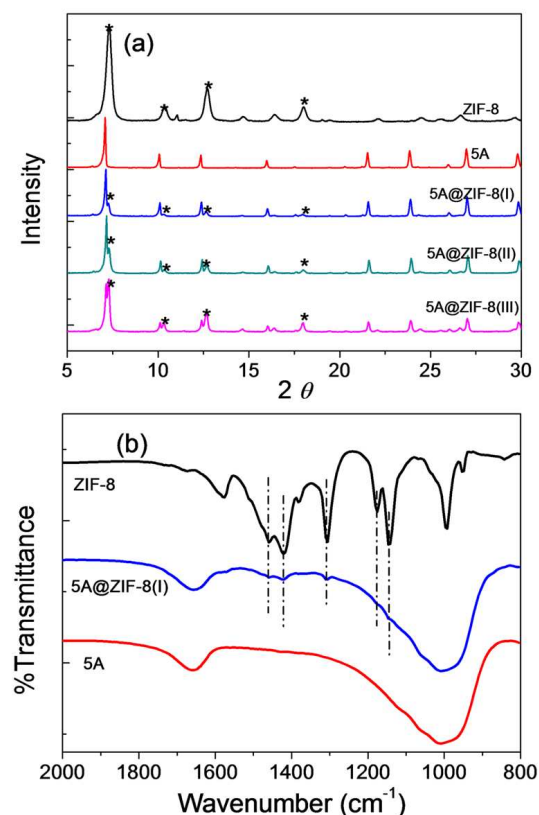 (a)
*
* * *
ZIF-8
5A
5A@ZIF-8(I)
* * * *
5A@ZIF-8(II)
* * * *
5A@ZIF-8(III)
* * * *
Intensity
5 10 15 20 25 30
2 θ
(b)
ZIF-8
5A@ZIF-8(I)
5A
%Transmittance
2000 1800 1600 1400 1200 1000 800
Wavenumber (cm⁻¹)